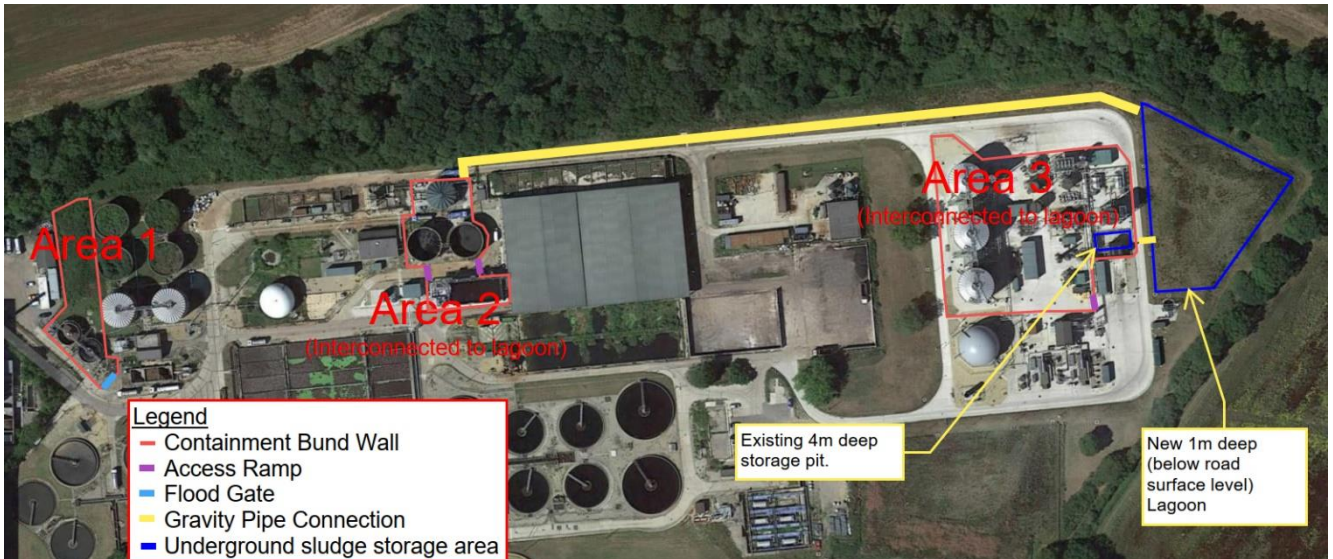 Area 1
Area 2
(Interconnected to lagoon)
Area 3
(Interconnected to lagoon)
Existing 4m deep
storage pit.
New 1m deep
(below road
surface level)
Lagoon
Legend
Containment Bund Wall
Access Ramp
Flood Gate
Gravity Pipe Connection
Underground sludge storage area